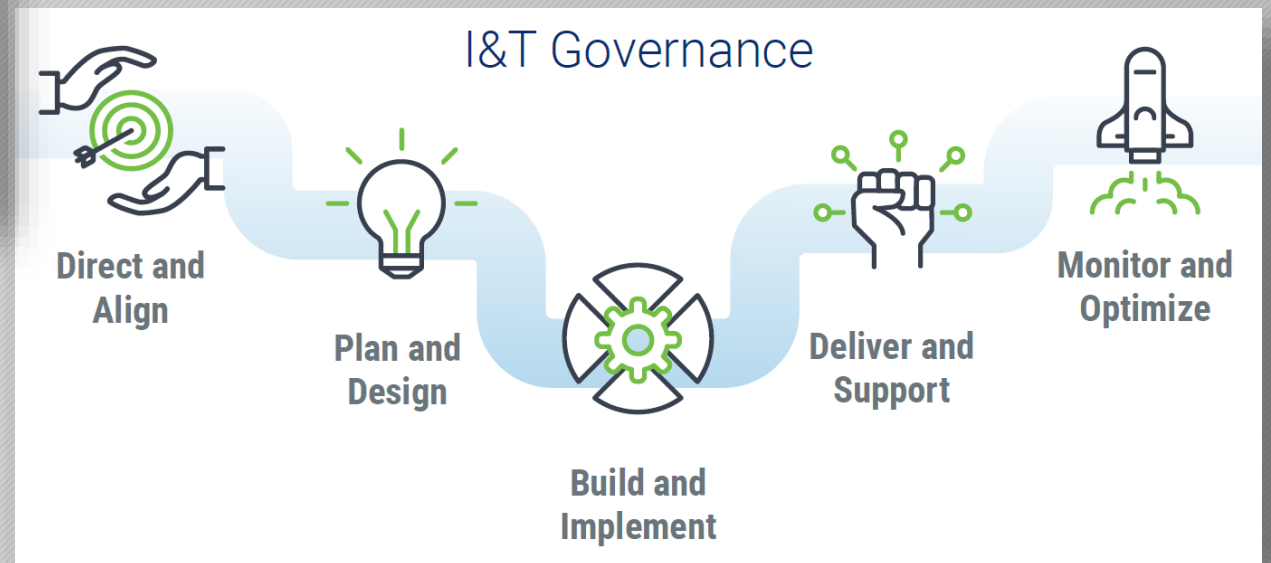 I&T Governance
Direct and
Align
Plan and
Design
Build and
Implement
Deliver and
Support
Monitor and
Optimize